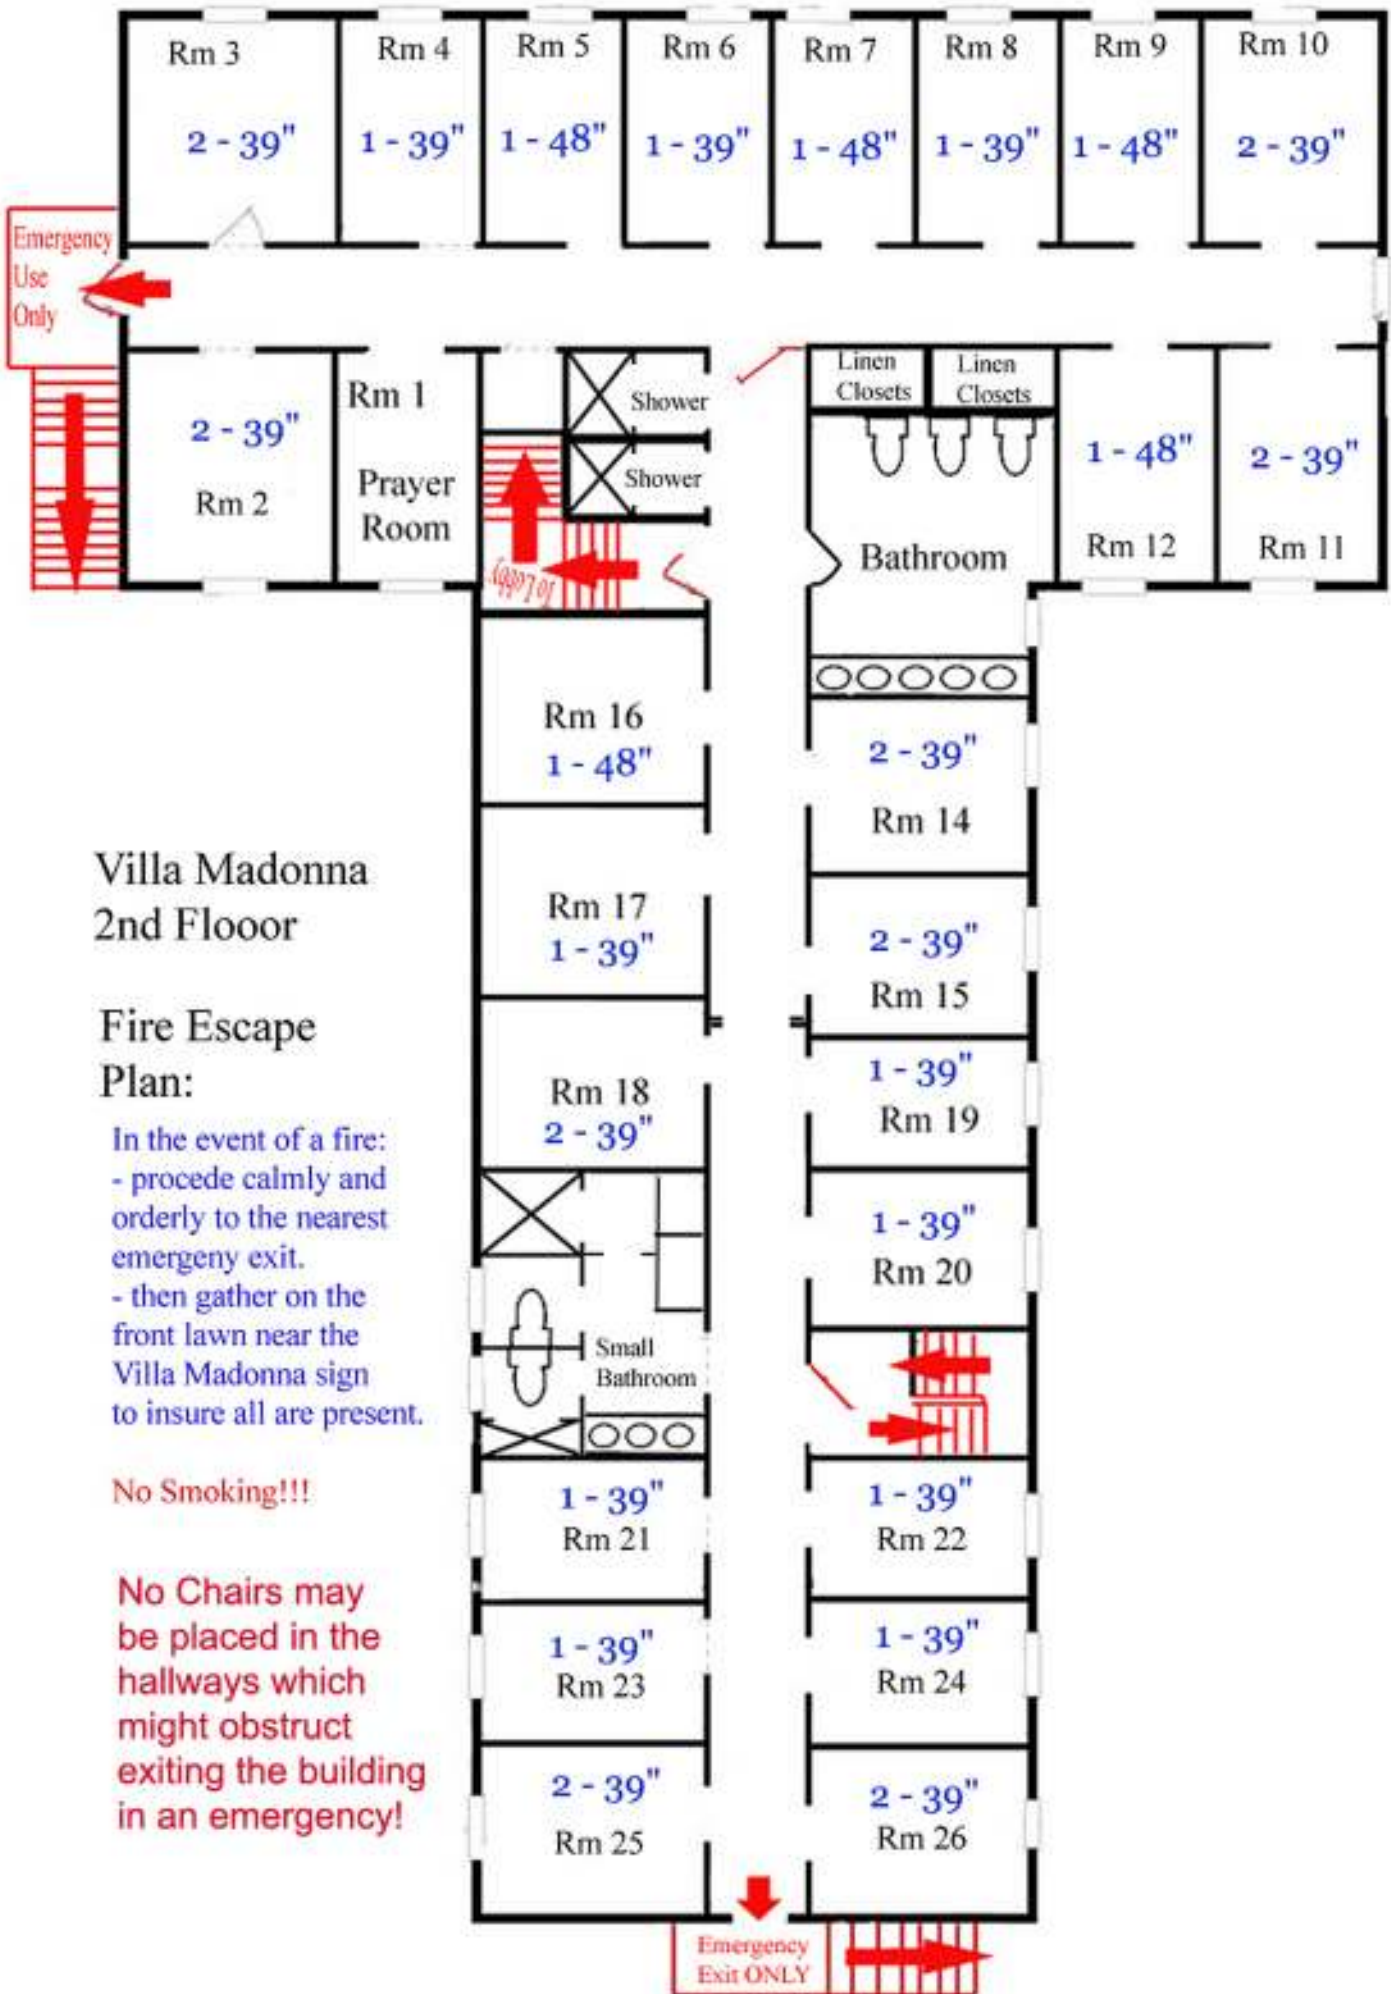 Rm 3
Rm 4
Rm 5
Rm 6
Rm 7
Rm 8
Rm 9
Rm 10
2 - 39"
1 - 39"
1 - 48"
1 - 39"
1 - 48"
1 - 39"
1 - 48"
2 - 39"
Emergency
Use
Only
2 - 39"
Rm 2
Rm 1
Prayer
Room
Shower
Shower
To Lobby
Linen
Closets
Linen
Closets
Bathroom
1 - 48"
Rm 12
2 - 39"
Rm 11
Rm 16
1 - 48"
2 - 39"
Rm 14
Rm 17
1 - 39"
2 - 39"
Rm 15
Rm 18
2 - 39"
1 - 39"
Rm 19
1 - 39"
Rm 20
Small
Bathroom
1 - 39"
Rm 21
1 - 39"
Rm 22
1 - 39"
Rm 23
1 - 39"
Rm 24
2 - 39"
Rm 25
2 - 39"
Rm 26
Emergency
Exit ONLY
Villa Madonna
2nd Flooor
Fire Escape
Plan:
In the event of a fire:
- procede calmly and
orderly to the nearest
emergeny exit.
- then gather on the
front lawn near the
Villa Madonna sign
to insure all are present.
No Smoking!!!
No Chairs may
be placed in the
hallways which
might obstruct
exiting the building
in an emergency!